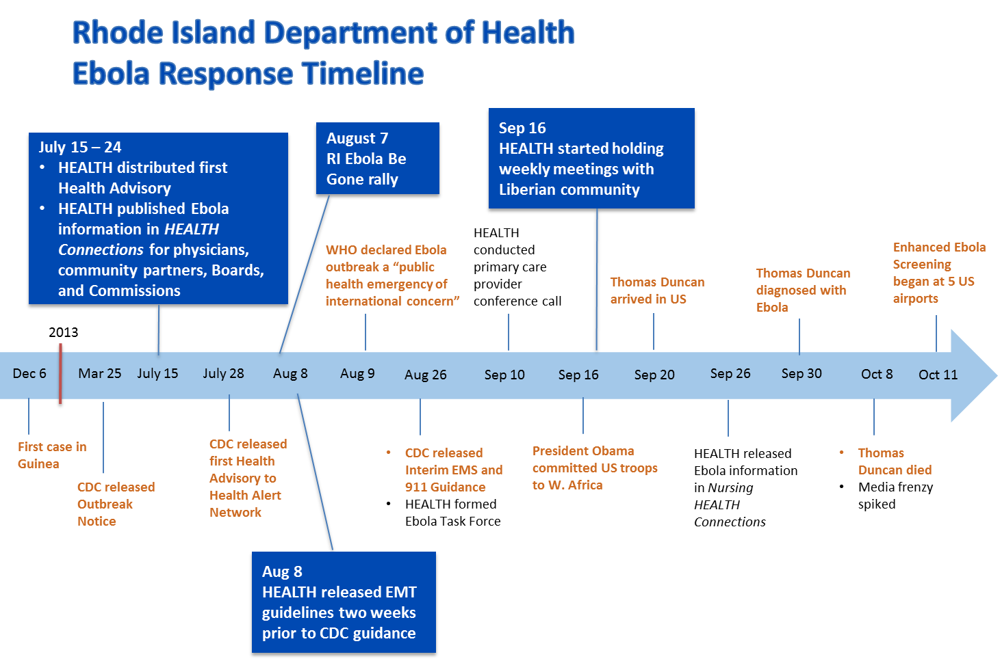 Rhode Island Department of Health
Ebola Response Timeline
July 15 – 24
• HEALTH distributed first
Health Advisory
• HEALTH published Ebola
information in HEALTH
Connections for physicians,
community partners, Boards,
and Commissions
August 7
RI Ebola Be
Gone rally
Sep 16
HEALTH started holding
weekly meetings with
Liberian community
WHO declared Ebola
outbreak a “public
health emergency of
international concern”
HEALTH
conducted
primary care
provider
conference call
Thomas Duncan
arrived in US
Thomas Duncan
diagnosed with
Ebola
Enhanced Ebola
Screening
began at 5 US
airports
2013
Dec 6
Mar 25
July 15
July 28
Aug 8
Aug 9
Aug 26
Sep 10
Sep 16
Sep 20
Sep 26
Sep 30
Oct 8
Oct 11
First case in
Guinea
CDC released
Outbreak
Notice
CDC released
first Health
Advisory to
Health Alert
Network
• CDC released
Interim EMS and
911 Guidance
• HEALTH formed
Ebola Task Force
President Obama
committed US troops
to W. Africa
HEALTH released
Ebola information
in Nursing
HEALTH
Connections
• Thomas
Duncan died
• Media frenzy
spiked
Aug 8
HEALTH released EMT
guidelines two weeks
prior to CDC guidance